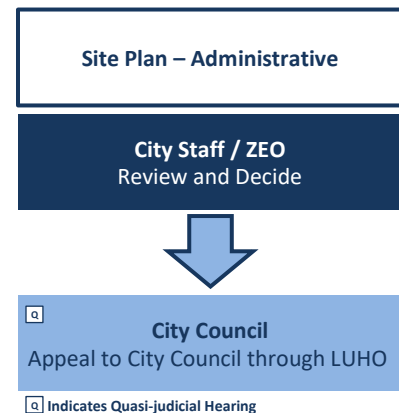 Site Plan – Administrative
City Staff / ZEO
Review and Decide
Q
City Council
Appeal to City Council through LUHO
Q Indicates Quasi-judicial Hearing